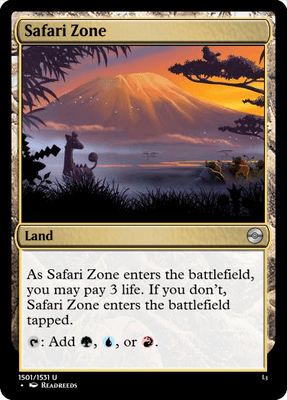 Safari Zone
Land
As Safari Zone enters the battlefield,
you may pay 3 life. If you don't,
Safari Zone enters the battlefield
tapped.
: Add , , or .
1501/1531 U
• Readreeds